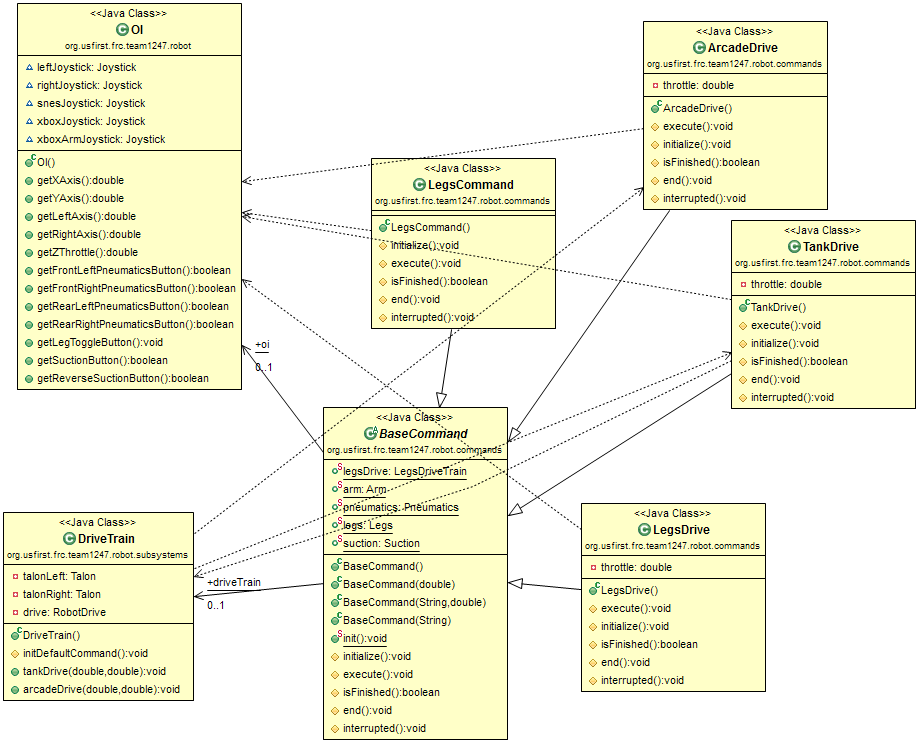 <<Java Class>>
OI
org.usfirst.frc.team1247.robot
leftJoystick: Joystick
rightJoystick: Joystick
snesJoystick: Joystick
xboxJoystick: Joystick
xboxArmJoystick: Joystick
OI()
getXAxis():double
getYAxis():double
getLeftAxis():double
getRightAxis():double
getZThrottle():double
getFrontLeftPneumaticsButton():boolean
getFrontRightPneumaticsButton():boolean
getRearLeftPneumaticsButton():boolean
getRearRightPneumaticsButton():boolean
getLegToggleButton():void
getSuctionButton():boolean
getReverseSuctionButton():boolean
<<Java Class>>
ArcadeDrive
org.usfirst.frc.team1247.robot.commands
throttle: double
ArcadeDrive()
execute():void
initialize():void
isFinished():boolean
end():void
interrupted():void
<<Java Class>>
LegsCommand
org.usfirst.frc.team1247.robot.commands
LegsCommand()
initialize():void
execute():void
isFinished():boolean
end():void
interrupted():void
<<Java Class>>
TankDrive
org.usfirst.frc.team1247.robot.commands
throttle: double
TankDrive()
execute():void
initialize():void
isFinished():boolean
end():void
interrupted():void
+oi
0..1
<<Java Class>>
BaseCommand
org.usfirst.frc.team1247.robot.commands
legsDrive: LegsDriveTrain
arm: Arm
pneumatics: Pneumatics
legs: Legs
suction: Suction
BaseCommand()
BaseCommand(double)
BaseCommand(String,double)
BaseCommand(String)
init():void
initialize():void
execute():void
isFinished():boolean
end():void
interrupted():void
<<Java Class>>
DriveTrain
org.usfirst.frc.team1247.robot.subsystems
talonLeft: Talon
talonRight: Talon
drive: RobotDrive
DriveTrain()
initDefaultCommand():void
tankDrive(double,double):void
arcadeDrive(double,double):void
+driveTrain
0..1
<<Java Class>>
LegsDrive
org.usfirst.frc.team1247.robot.commands
throttle: double
LegsDrive()
execute():void
initialize():void
isFinished():boolean
end():void
interrupted():void